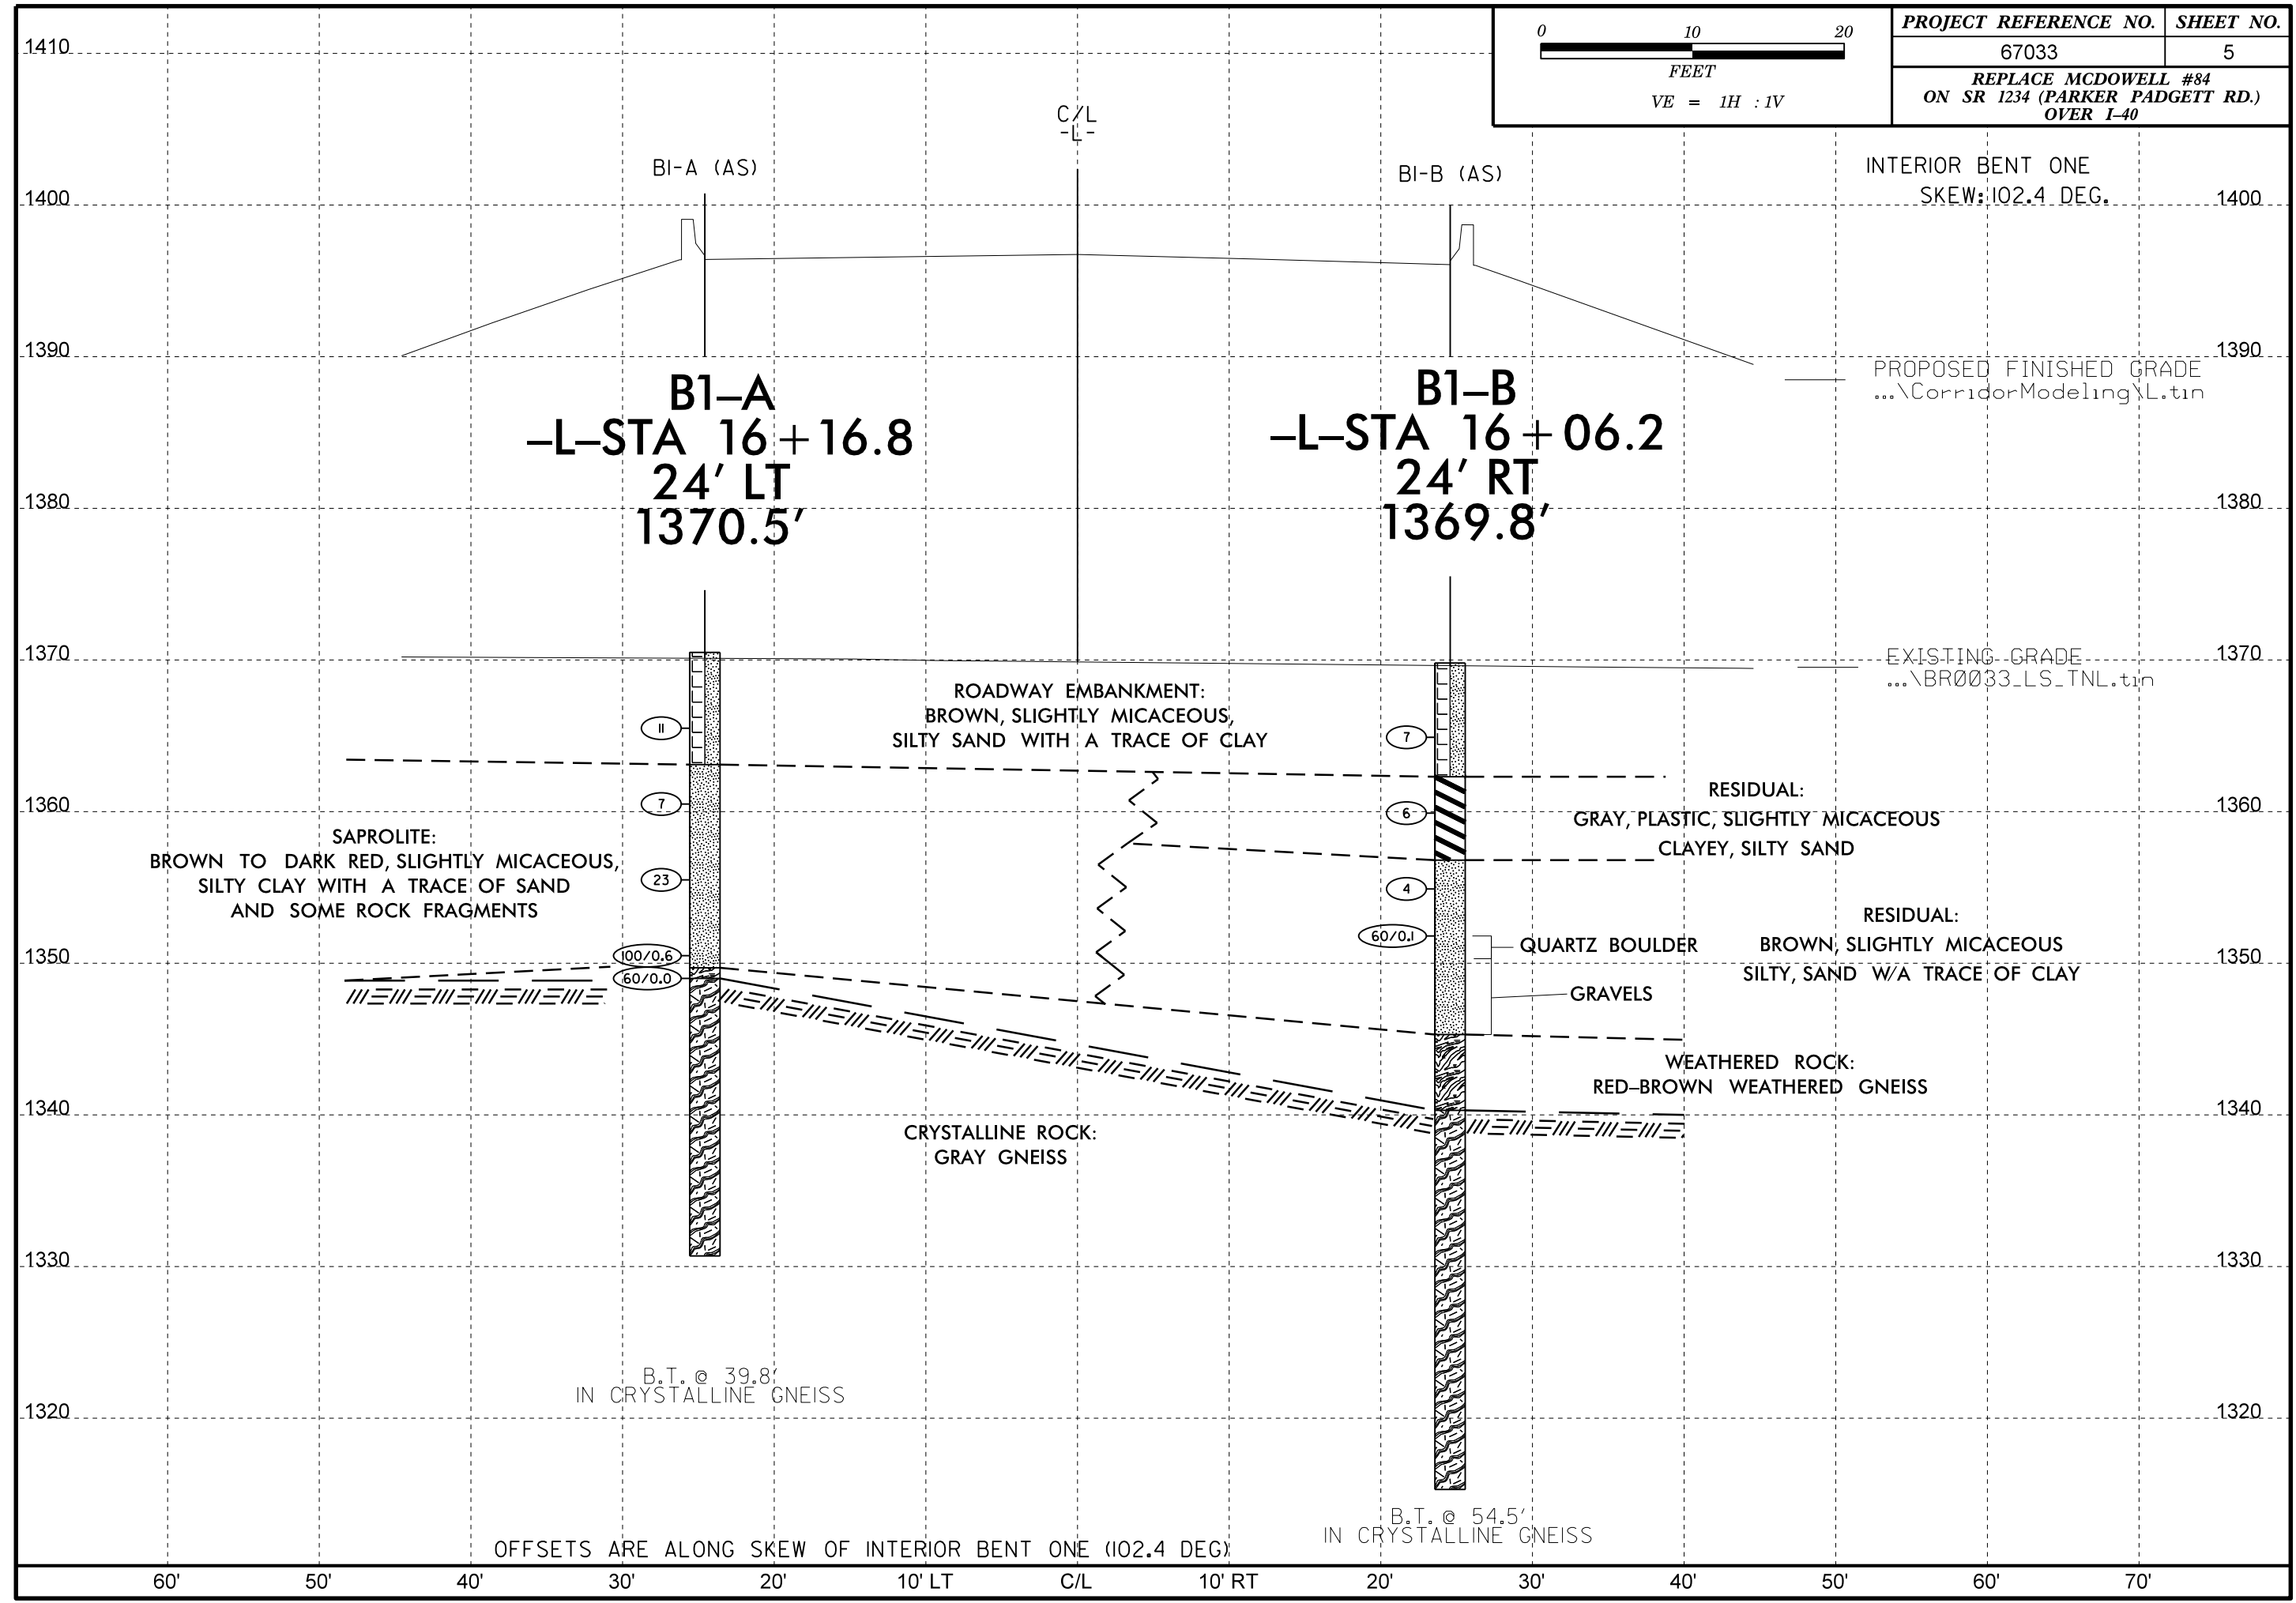 0 10 20
FEET
VE = 1H : 1V
PROJECT REFERENCE NO. SHEET NO.
67033 5
REPLACE MCDOWELL #84
ON SR 1234 (PARKER PADGETT RD.)
OVER I-40
1410
C/L
-L-
B1-A (AS)
B1-B (AS)
INTERIOR BENT ONE
SKEW: 102.4 DEG.
1400 1400
1390 1390
PROPOSED FINISHED GRADE
...\CorridorModeling\L.tin
B1-A
-L-STA 16+16.8
24' LT
1370.5'
B1-B
-L-STA 16+06.2
24' RT
1369.8'
1380 1380
1370 1370
EXISTING GRADE
...\BR0033_LS_TNL.tin
ROADWAY EMBANKMENT:
BROWN, SLIGHTLY MICACEOUS,
SILTY SAND WITH A TRACE OF CLAY
11
7
1360 1360
7
6
RESIDUAL:
GRAY, PLASTIC, SLIGHTLY MICACEOUS
CLAYEY, SILTY SAND
SAPROLITE:
BROWN TO DARK RED, SLIGHTLY MICACEOUS,
SILTY CLAY WITH A TRACE OF SAND
AND SOME ROCK FRAGMENTS
23
4
60/0.1
QUARTZ BOULDER
GRAVELS
RESIDUAL:
BROWN, SLIGHTLY MICACEOUS
SILTY, SAND W/A TRACE OF CLAY
1350 1350
100/0.6
60/0.0
WEATHERED ROCK:
RED-BROWN WEATHERED GNEISS
1340 1340
CRYSTALLINE ROCK:
GRAY GNEISS
1330 1330
B.T. @ 39.8'
IN CRYSTALLINE GNEISS
1320 1320
B.T. @ 54.5'
IN CRYSTALLINE GNEISS
OFFSETS ARE ALONG SKEW OF INTERIOR BENT ONE (102.4 DEG)
60' 50' 40' 30' 20' 10' LT C/L 10' RT 20' 30' 40' 50' 60' 70'